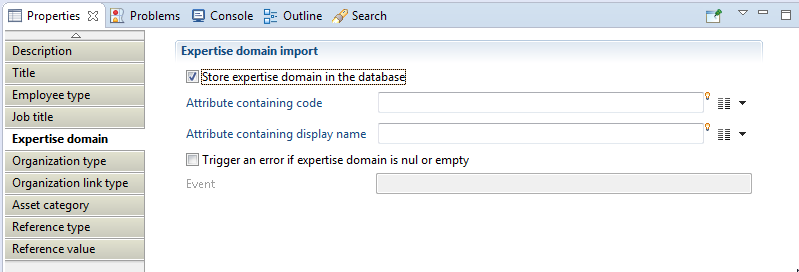 Properties Problems Console Outline Search
Description
Title
Employee type
Job title
Expertise domain
Organization type
Organization link type
Asset category
Reference type
Reference value
Expertise domain import
Store expertise domain in the database
Attribute containing code
Attribute containing display name
Trigger an error if expertise domain is nul or empty
Event